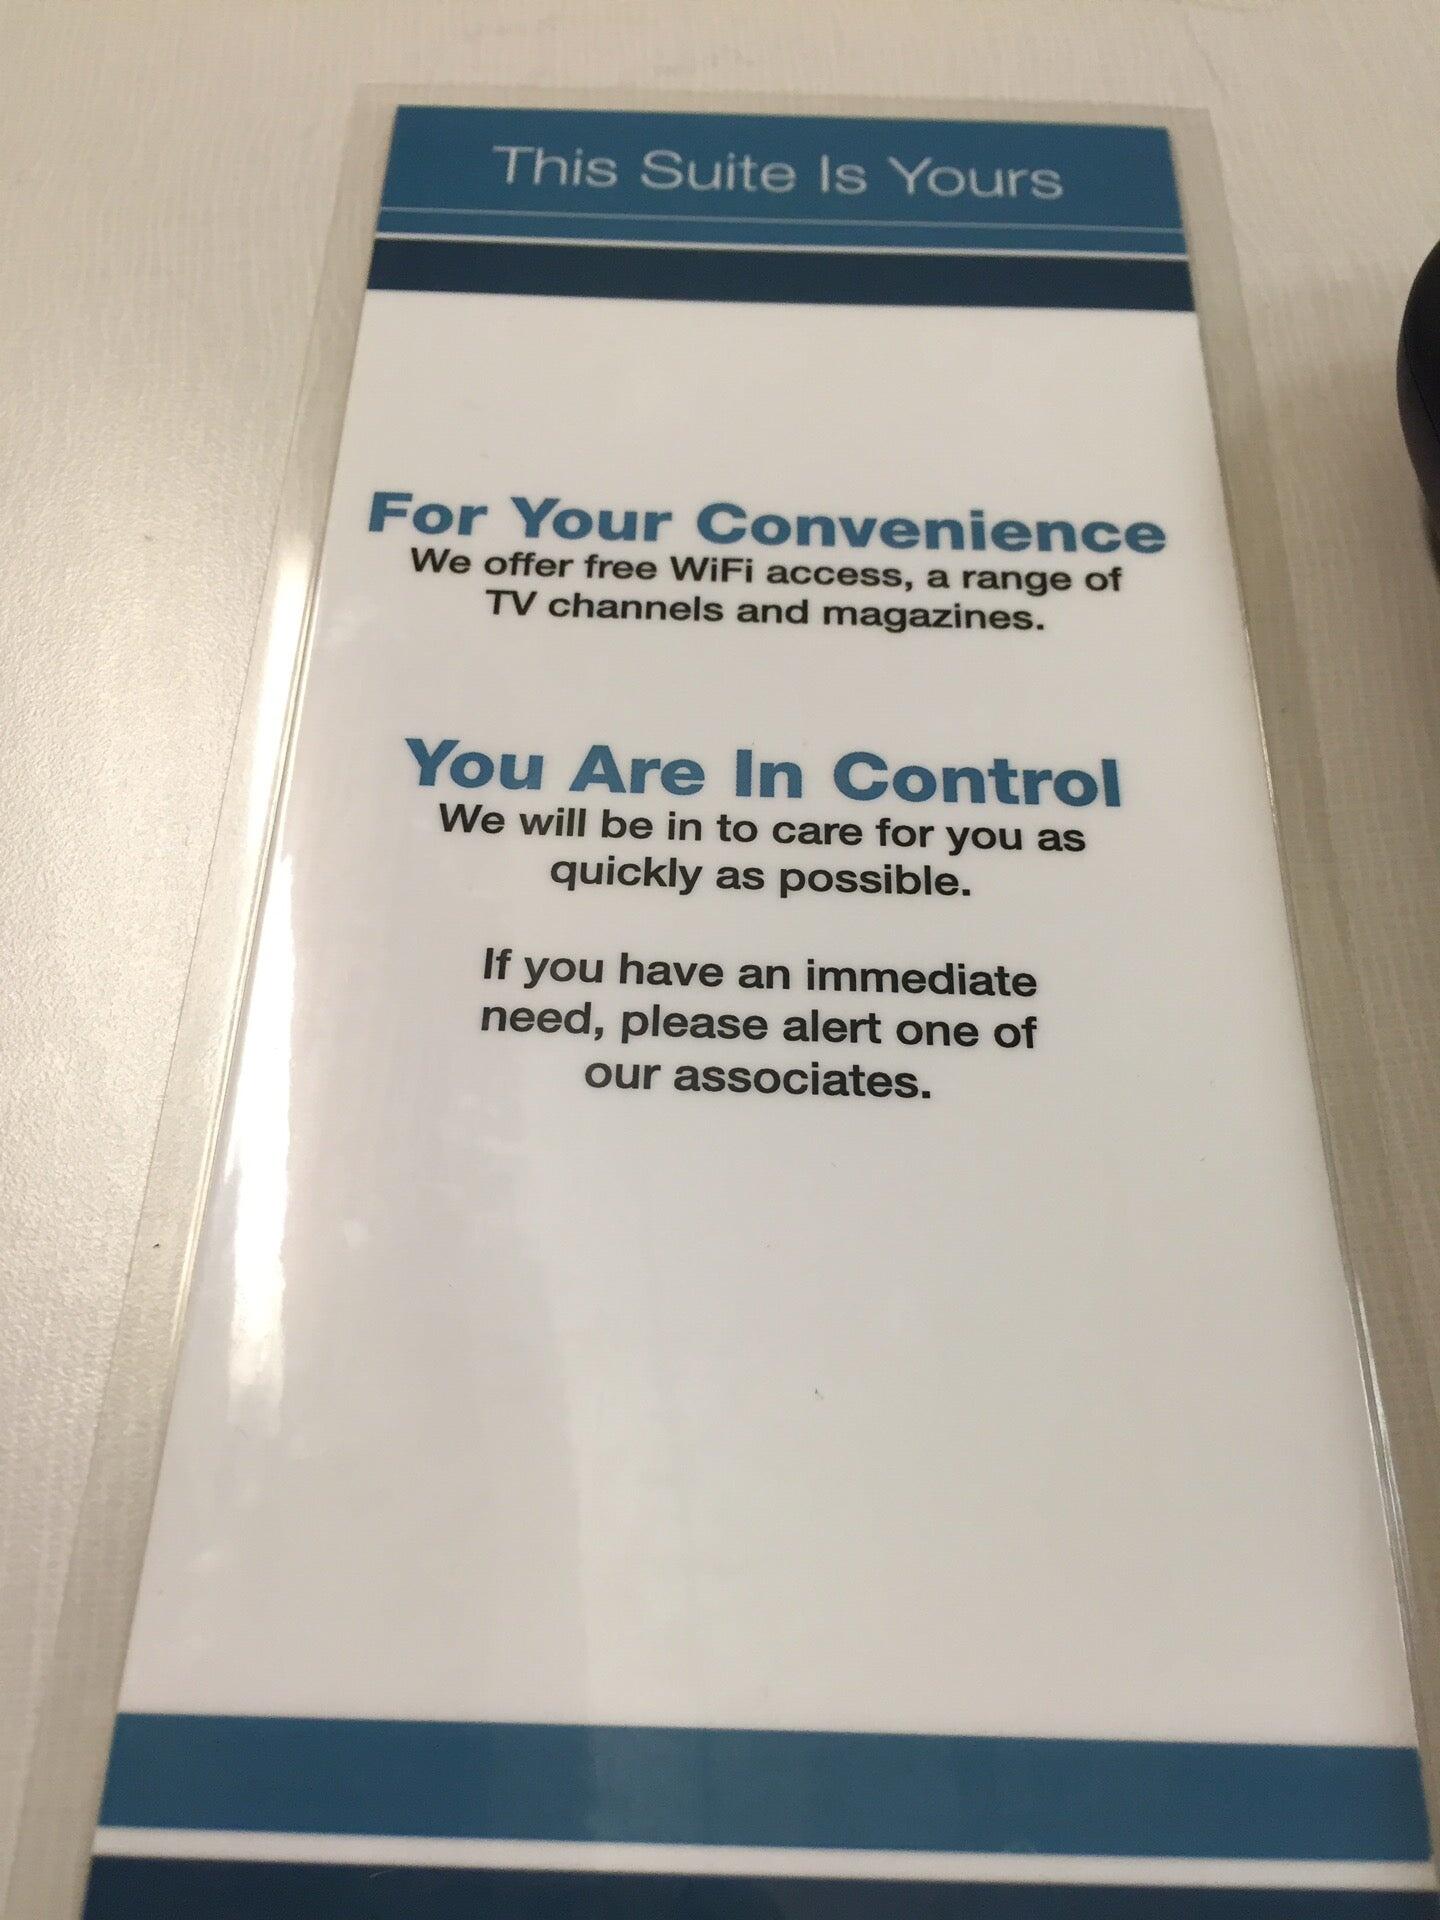 This Suite Is Yours
For Your Convenience
We offer free WiFi access, a range of
TV channels and magazines.
You Are In Control
We will be in to care for you as
quickly as possible.
If you have an immediate
need, please alert one of
our associates.